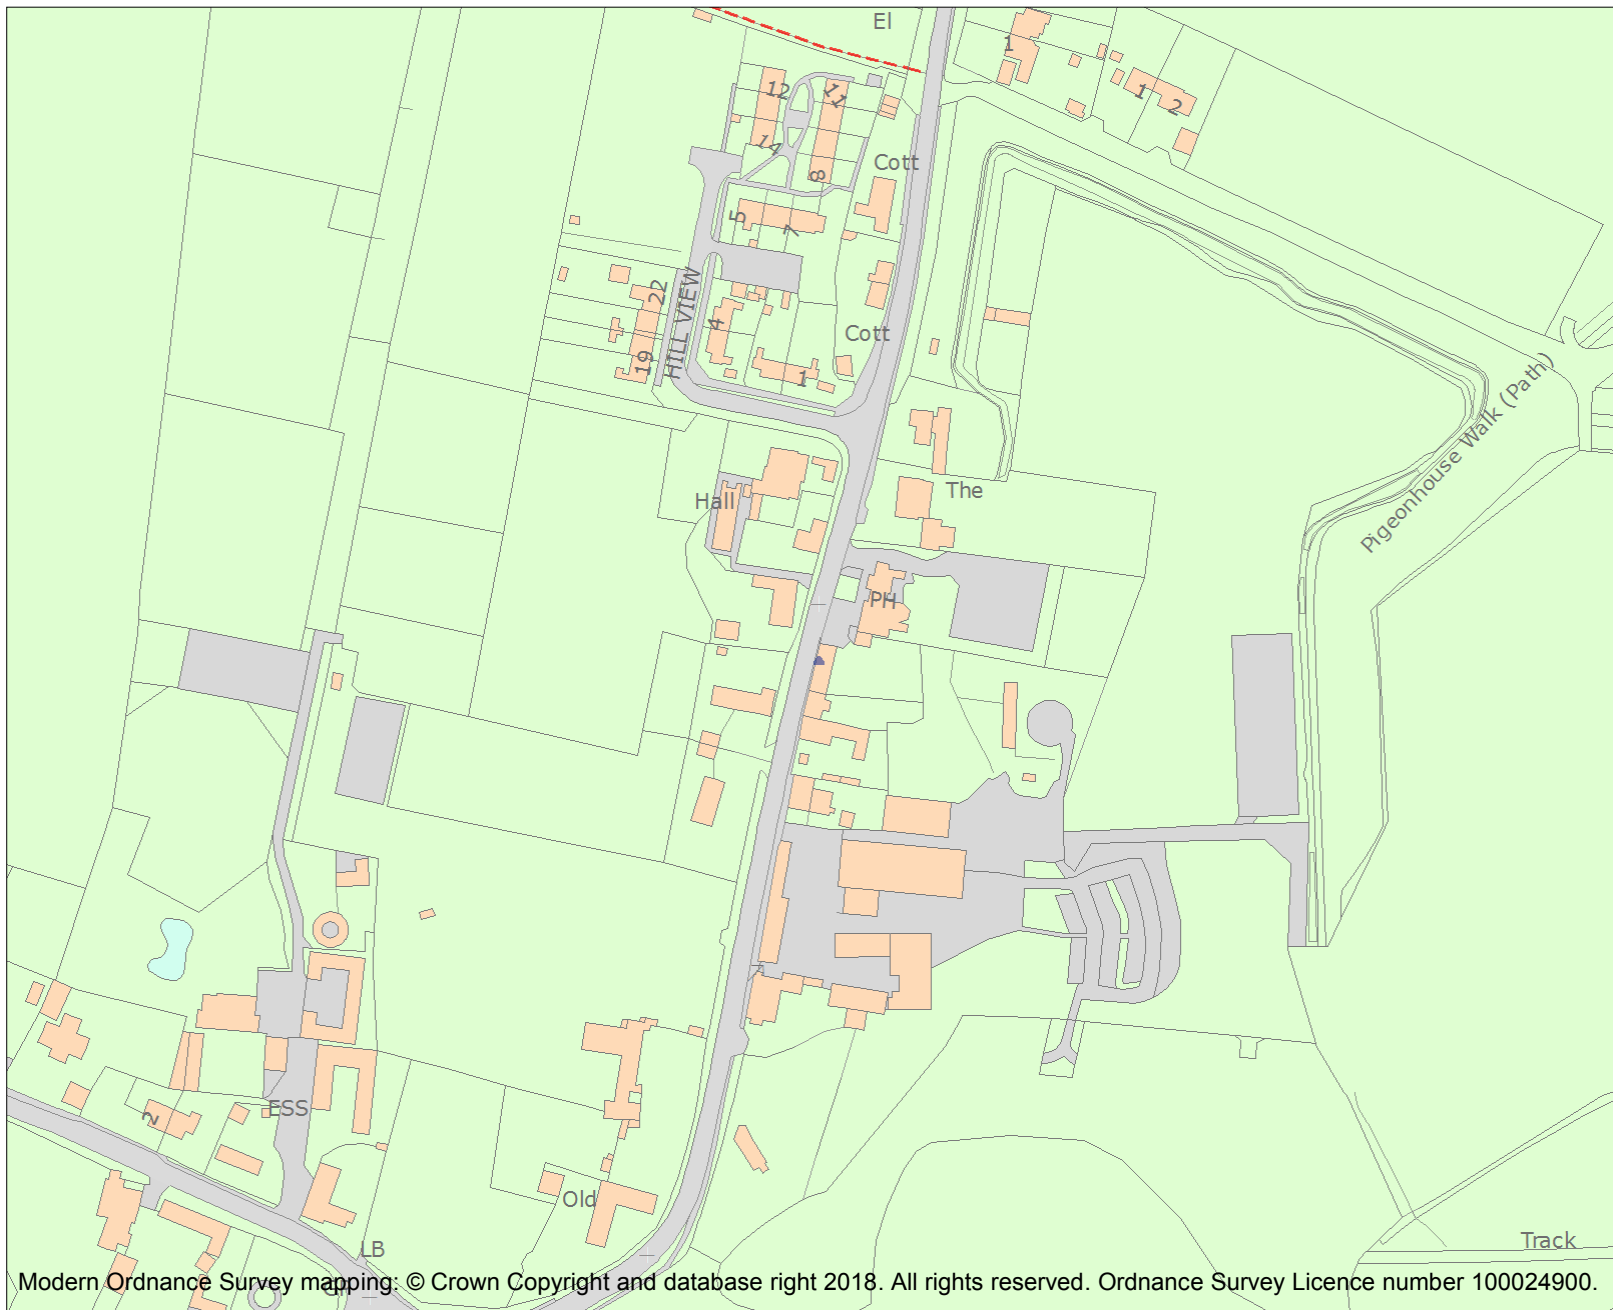 El
1
12
11
1
2
14
Cott
8
5
7
22
HILL VIEW
4
Cott
19
1
Pigeonhouse Walk (Path)
The
Hall
PH
ESS
2
Old
Track
LB
Modern Ordnance Survey mapping: © Crown Copyright and database right 2018. All rights reserved. Ordnance Survey Licence number 100024900.